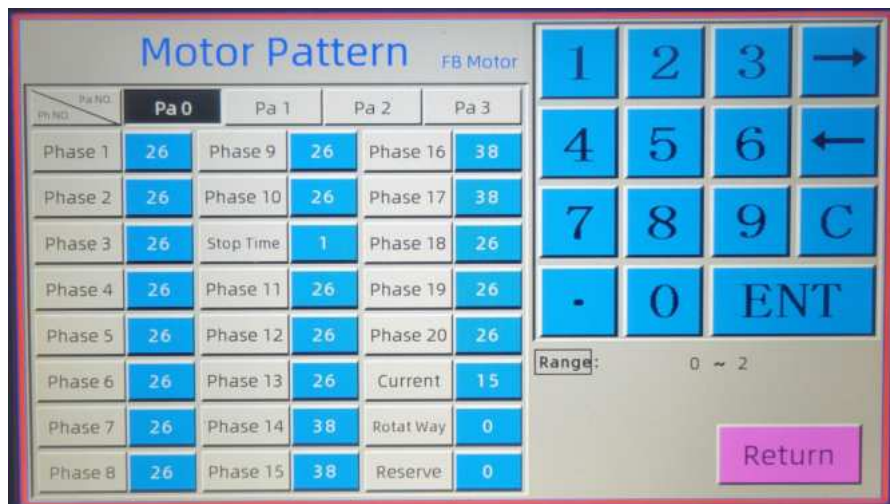 Motor Pattern FB Motor
Pa NO.
Ph NO.
Pa 0 Pa 1 Pa 2 Pa 3
Phase 1 26 Phase 9 26 Phase 16 38
Phase 2 26 Phase 10 26 Phase 17 38
Phase 3 26 Stop Time 1 Phase 18 26
Phase 4 26 Phase 11 26 Phase 19 26
Phase 5 26 Phase 12 26 Phase 20 26
Phase 6 26 Phase 13 26 Current 15
Phase 7 26 Phase 14 38 Rotat Way 0
Phase 8 26 Phase 15 38 Reserve 0
1 2 3 →
4 5 6 ←
7 8 9 C
. 0 ENT
Range: 0 ~ 2
Return